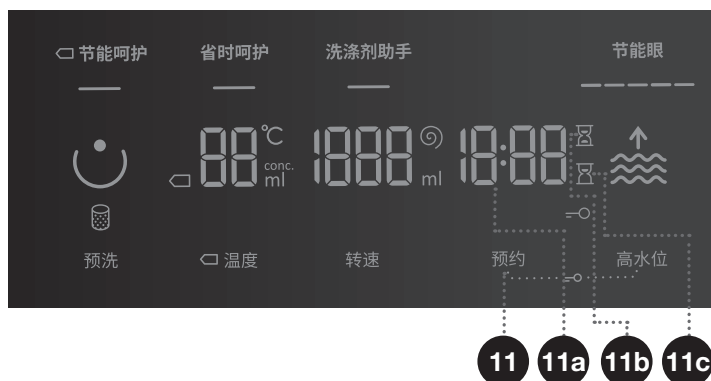 节能呵护 省时呵护 洗涤剂助手 节能眼
88 °C conc. ml 1888 ml 18:88
预洗 温度 转速 预约 高水位
11 11a 11b 11c